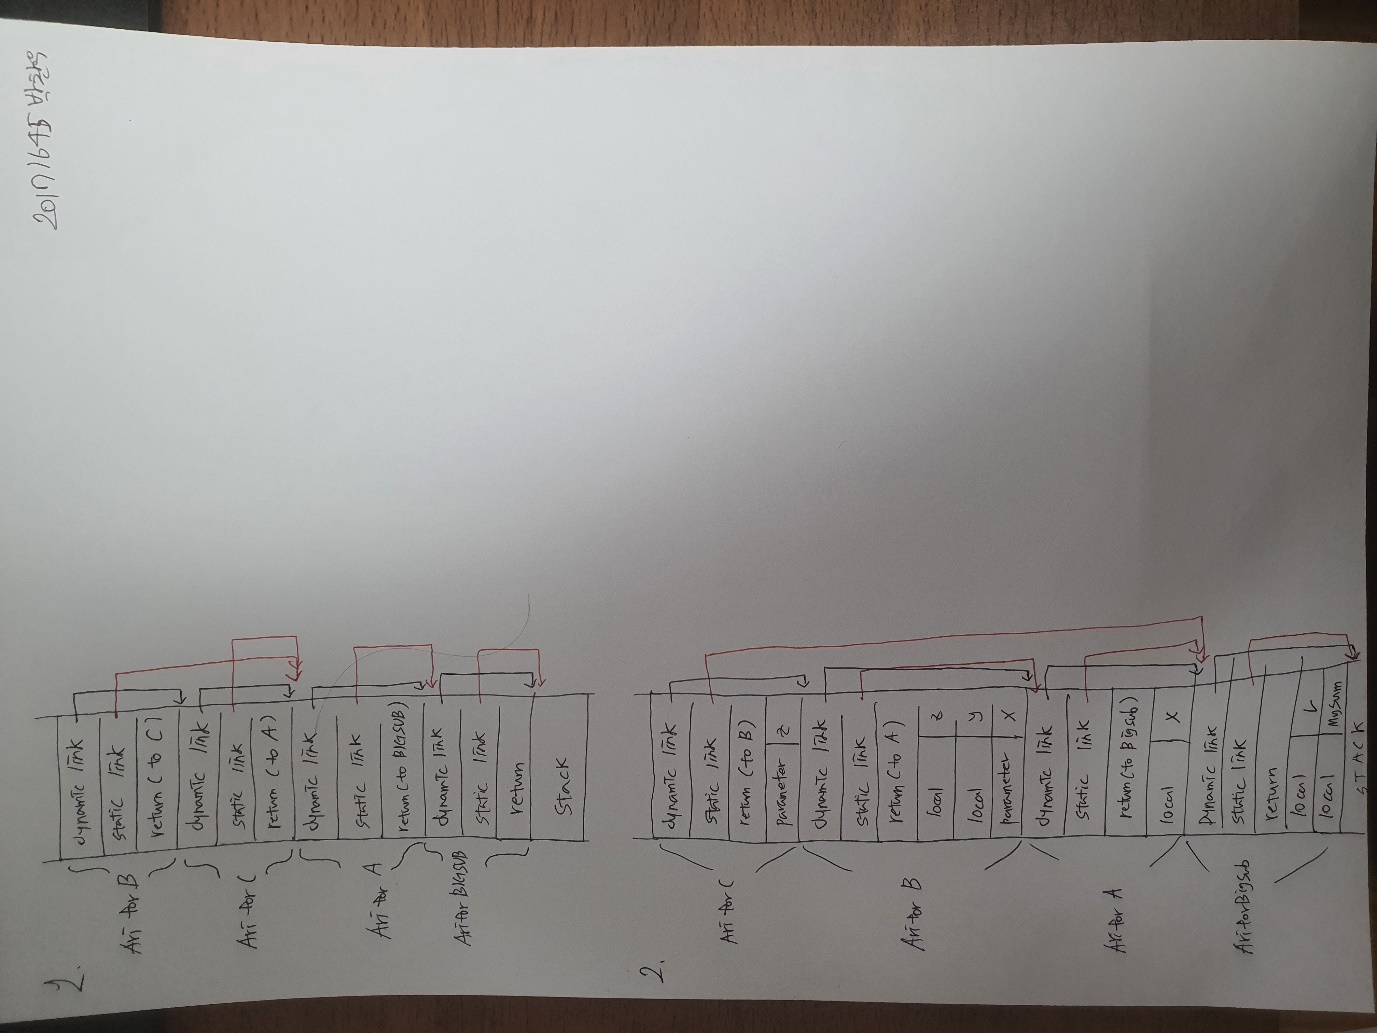 20171645
1.
dynamic link
static link
return (to C)
Ari for B
dynamic link
static link
return (to A)
Ari for C
dynamic link
static link
return (to BIGSUB)
Ari for A
dynamic link
static link
return
Ari for BIGSUB
Stack
2.
dynamic link
static link
return (to B)
parameter z
Ari for C
dynamic link
static link
return (to A)
local z
local y
parameter x
Ari for B
dynamic link
static link
return (to Bigsub)
local x
Ari for A
Dynamic link
static link
return
local r
local Mysum
Ari for Bigsub
STACK